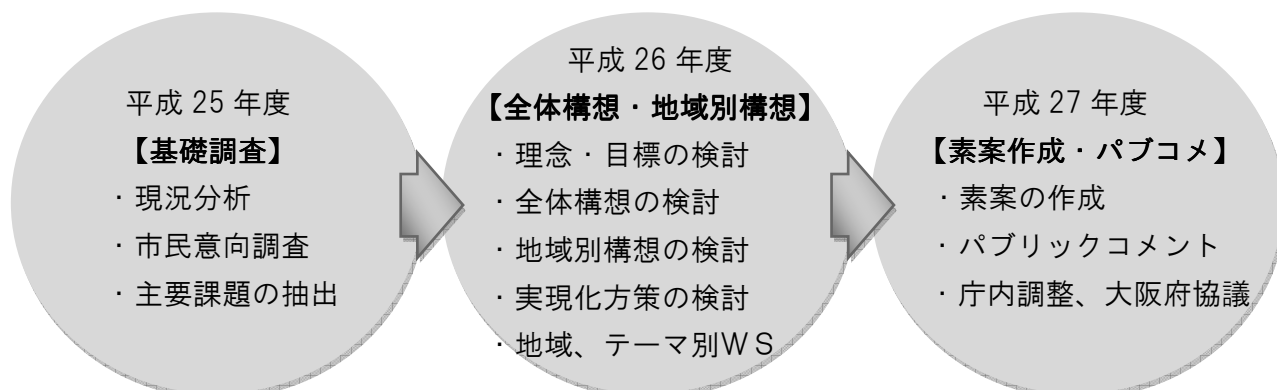 平成 25 年度
【基礎調査】
・現況分析
・市民意向調査
・主要課題の抽出
平成 26 年度
【全体構想・地域別構想】
・理念・目標の検討
・全体構想の検討
・地域別構想の検討
・実現化方策の検討
・地域、テーマ別ＷＳ
平成 27 年度
【素案作成・パブコメ】
・素案の作成
・パブリックコメント
・庁内調整、大阪府協議